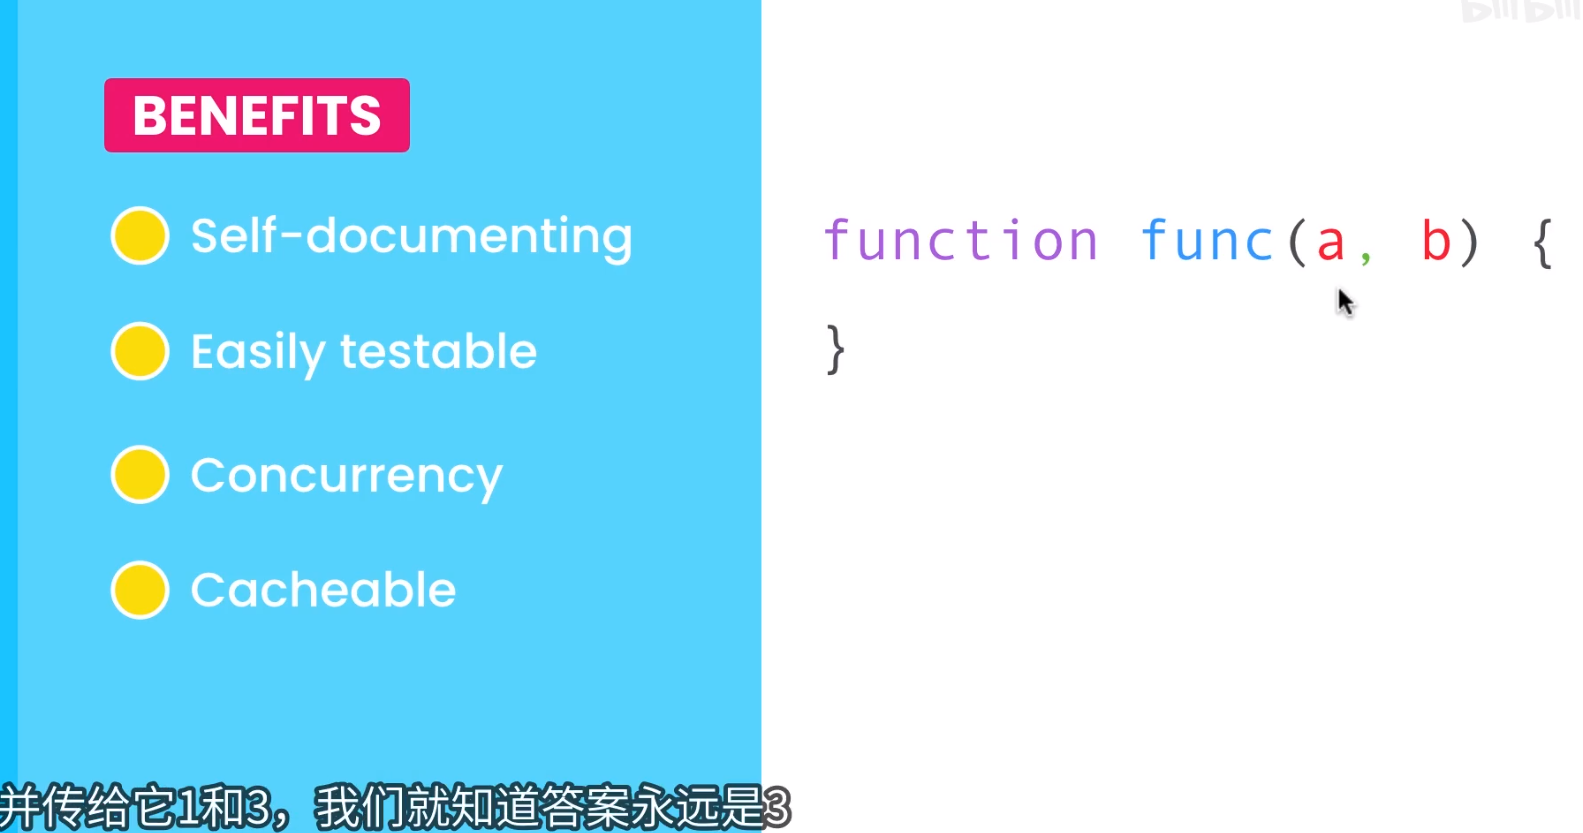 BENEFITS
Self-documenting
Easily testable
Concurrency
Cacheable
function func(a, b) {
}
并传给它1和3，我们就知道答案永远是3